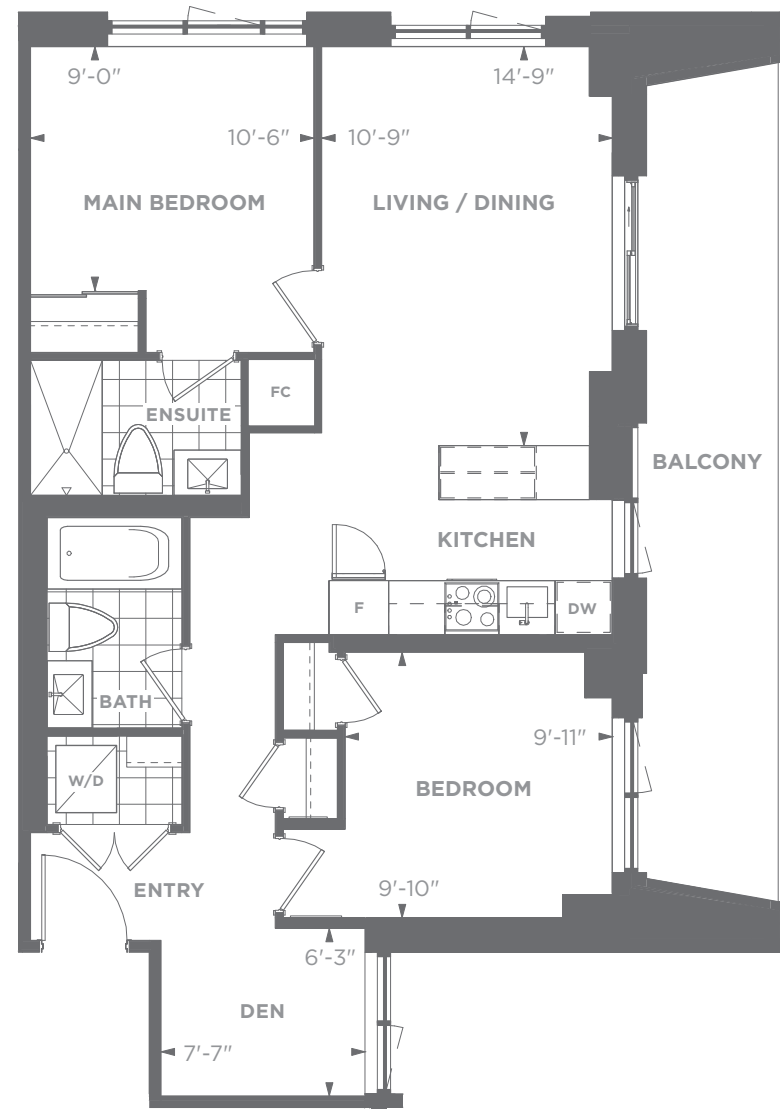 9'-0"
14'-9"
10'-6"
10'-9"
MAIN BEDROOM
LIVING / DINING
FC
ENSUITE
BALCONY
KITCHEN
F
DW
BATH
9'-11"
W/D
BEDROOM
9'-10"
ENTRY
6'-3"
DEN
7'-7"